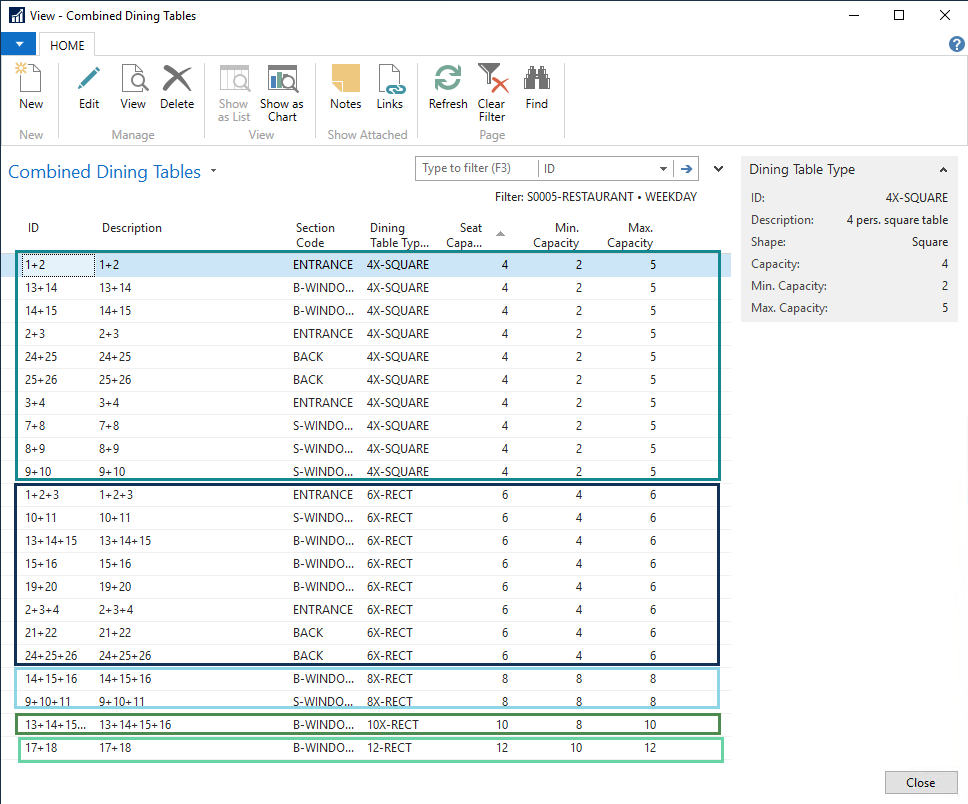 View - Combined Dining Tables
HOME
New Edit View Delete Show as List Show as Chart Notes Links Refresh Clear Filter Find
New Manage View Show Attached Page
Combined Dining Tables
Type to filter (F3) ID
Filter: S0005-RESTAURANT • WEEKDAY
ID Description Section Code Dining Table Typ... Seat Capa... Min. Capacity Max. Capacity
1+2 1+2 ENTRANCE 4X-SQUARE 4 2 5
13+14 13+14 B-WINDO... 4X-SQUARE 4 2 5
14+15 14+15 B-WINDO... 4X-SQUARE 4 2 5
2+3 2+3 ENTRANCE 4X-SQUARE 4 2 5
24+25 24+25 BACK 4X-SQUARE 4 2 5
25+26 25+26 BACK 4X-SQUARE 4 2 5
3+4 3+4 ENTRANCE 4X-SQUARE 4 2 5
7+8 7+8 S-WINDO... 4X-SQUARE 4 2 5
8+9 8+9 S-WINDO... 4X-SQUARE 4 2 5
9+10 9+10 S-WINDO... 4X-SQUARE 4 2 5
1+2+3 1+2+3 ENTRANCE 6X-RECT 6 4 6
10+11 10+11 S-WINDO... 6X-RECT 6 4 6
13+14+15 13+14+15 B-WINDO... 6X-RECT 6 4 6
15+16 15+16 B-WINDO... 6X-RECT 6 4 6
19+20 19+20 B-WINDO... 6X-RECT 6 4 6
2+3+4 2+3+4 ENTRANCE 6X-RECT 6 4 6
21+22 21+22 BACK 6X-RECT 6 4 6
24+25+26 24+25+26 BACK 6X-RECT 6 4 6
14+15+16 14+15+16 B-WINDO... 8X-RECT 8 8 8
9+10+11 9+10+11 S-WINDO... 8X-RECT 8 8 8
13+14+15... 13+14+15+16 B-WINDO... 10X-RECT 10 8 10
17+18 17+18 B-WINDO... 12-RECT 12 10 12
Dining Table Type
ID: 4X-SQUARE
Description: 4 pers. square table
Shape: Square
Capacity: 4
Min. Capacity: 2
Max. Capacity: 5
Close